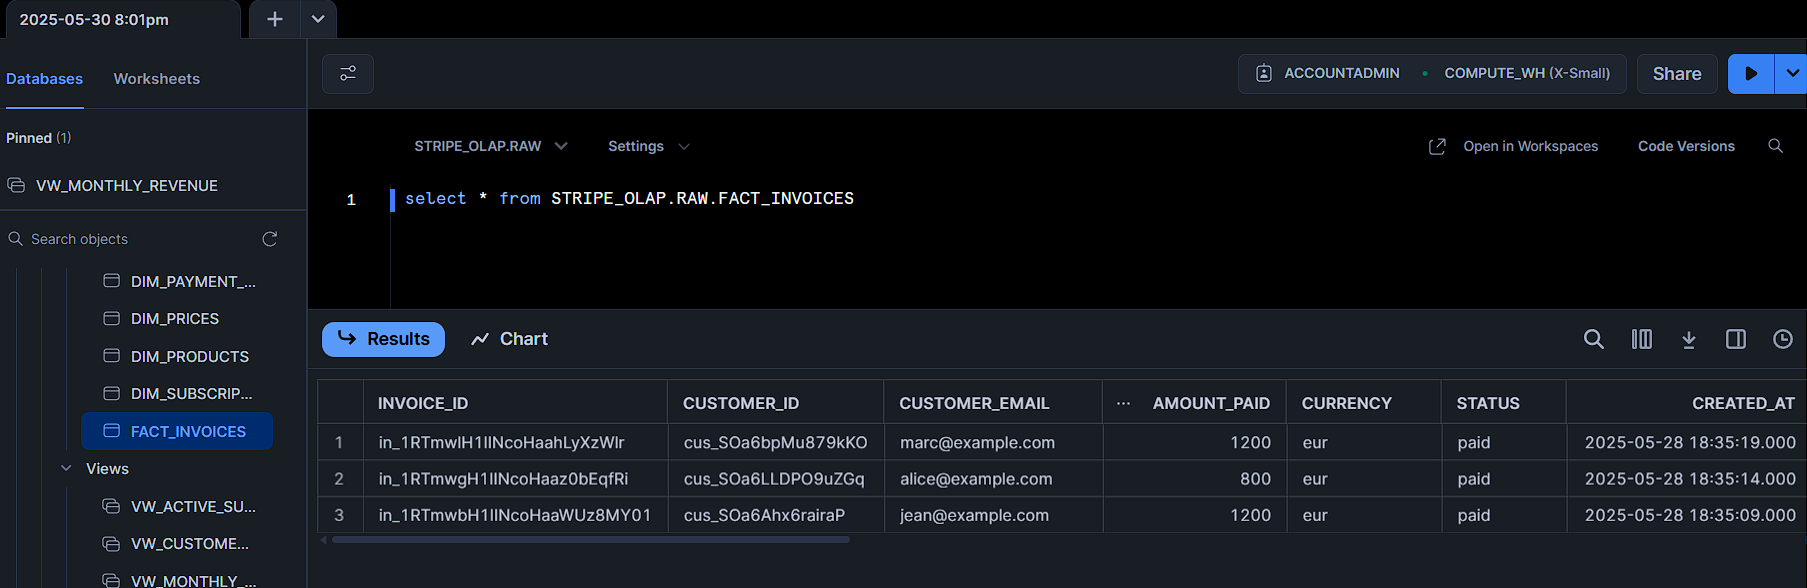 2025-05-30 8:01pm
Databases Worksheets
ACCOUNTADMIN COMPUTE_WH (X-Small) Share
Pinned (1)
VW_MONTHLY_REVENUE
Search objects
DIM_PAYMENT_...
DIM_PRICES
DIM_PRODUCTS
DIM_SUBSCRIP...
FACT_INVOICES
Views
VW_ACTIVE_SU...
VW_CUSTOME...
VW_MONTHLY_...
STRIPE_OLAP.RAW Settings Open in Workspaces Code Versions
1 select * from STRIPE_OLAP.RAW.FACT_INVOICES
Results Chart
INVOICE_ID CUSTOMER_ID CUSTOMER_EMAIL ... AMOUNT_PAID CURRENCY STATUS CREATED_AT
1 in_1RTmwlH1IINcoHaahLyXzWlr cus_SOa6bpMu879kKO marc@example.com 1200 eur paid 2025-05-28 18:35:19.000
2 in_1RTmwgH1IINcoHaaz0bEqfRi cus_SOa6LLDPO9uZGq alice@example.com 800 eur paid 2025-05-28 18:35:14.000
3 in_1RTmwbH1IINcoHaaWUz8MY01 cus_SOa6Ahx6rairaP jean@example.com 1200 eur paid 2025-05-28 18:35:09.000